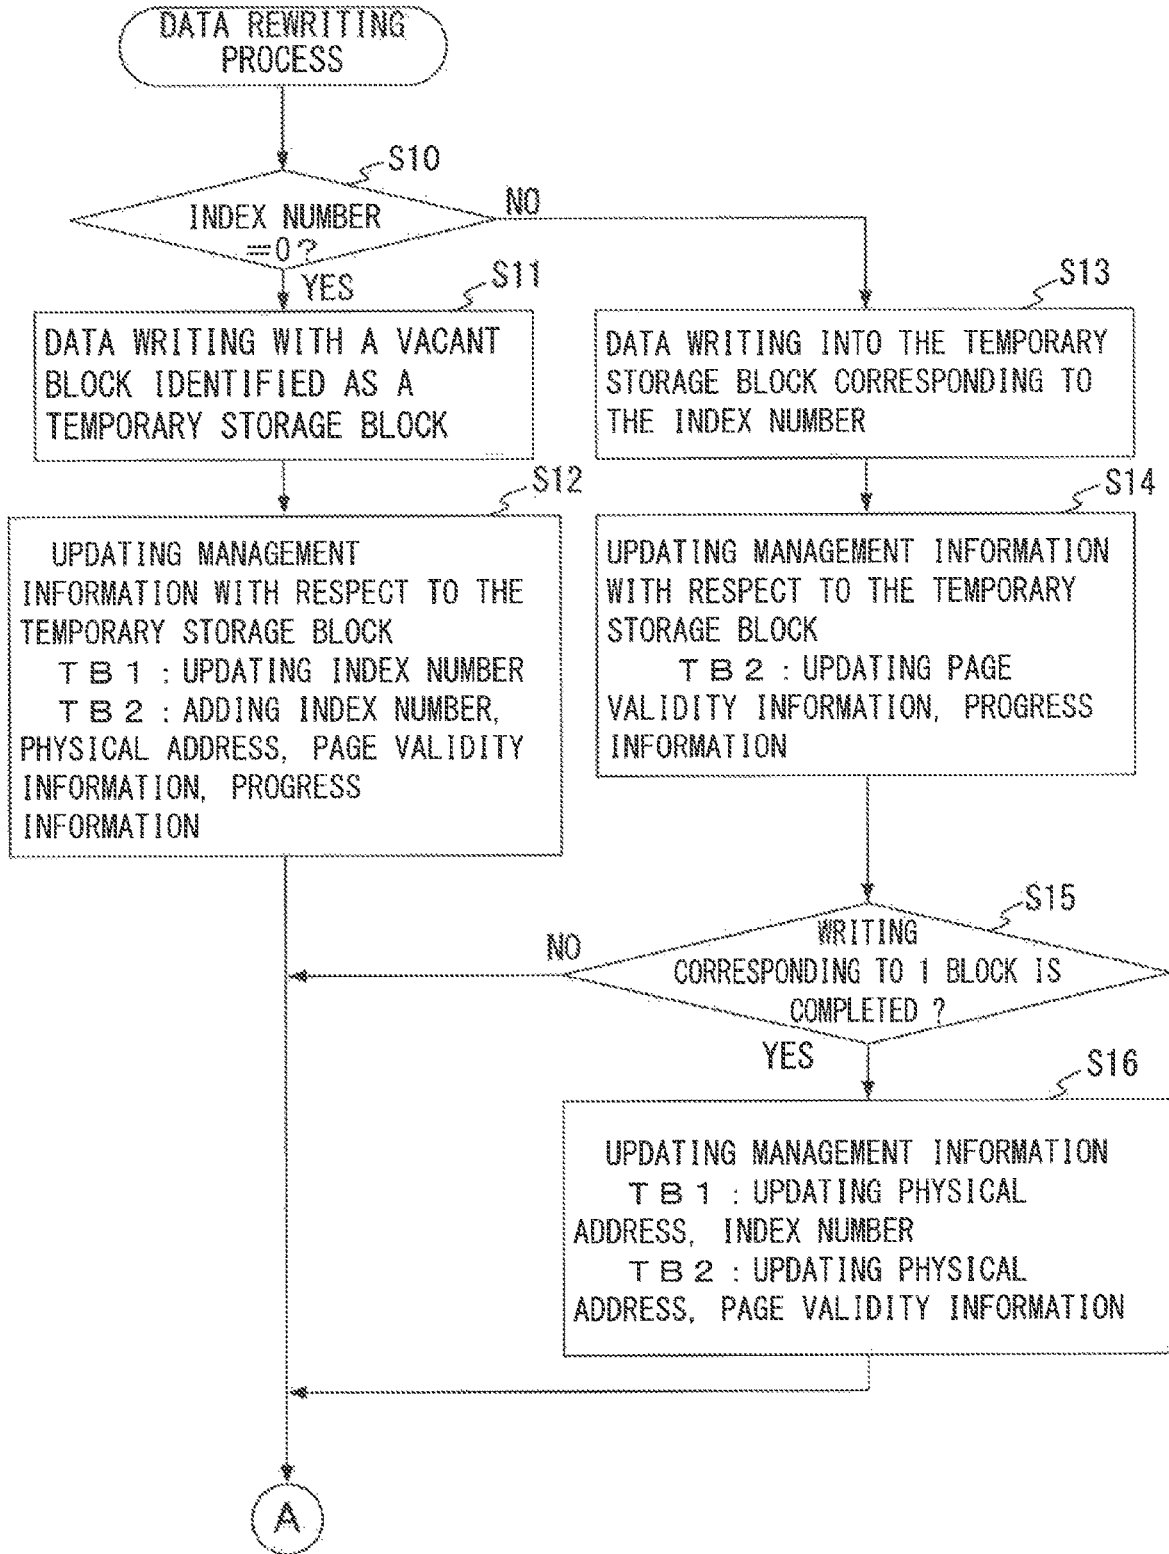 DATA REWRITING
PROCESS
S10
INDEX NUMBER
=0?
NO
YES
S11
DATA WRITING WITH A VACANT
BLOCK IDENTIFIED AS A
TEMPORARY STORAGE BLOCK
S13
DATA WRITING INTO THE TEMPORARY
STORAGE BLOCK CORRESPONDING TO
THE INDEX NUMBER
S12
UPDATING MANAGEMENT
INFORMATION WITH RESPECT TO THE
TEMPORARY STORAGE BLOCK
TB1: UPDATING INDEX NUMBER
TB2: ADDING INDEX NUMBER,
PHYSICAL ADDRESS, PAGE VALIDITY
INFORMATION, PROGRESS
INFORMATION
S14
UPDATING MANAGEMENT INFORMATION
WITH RESPECT TO THE TEMPORARY
STORAGE BLOCK
TB2: UPDATING PAGE
VALIDITY INFORMATION, PROGRESS
INFORMATION
S15
WRITING
CORRESPONDING TO 1 BLOCK IS
COMPLETED ?
NO
YES
S16
UPDATING MANAGEMENT INFORMATION
TB1: UPDATING PHYSICAL
ADDRESS, INDEX NUMBER
TB2: UPDATING PHYSICAL
ADDRESS, PAGE VALIDITY INFORMATION
A